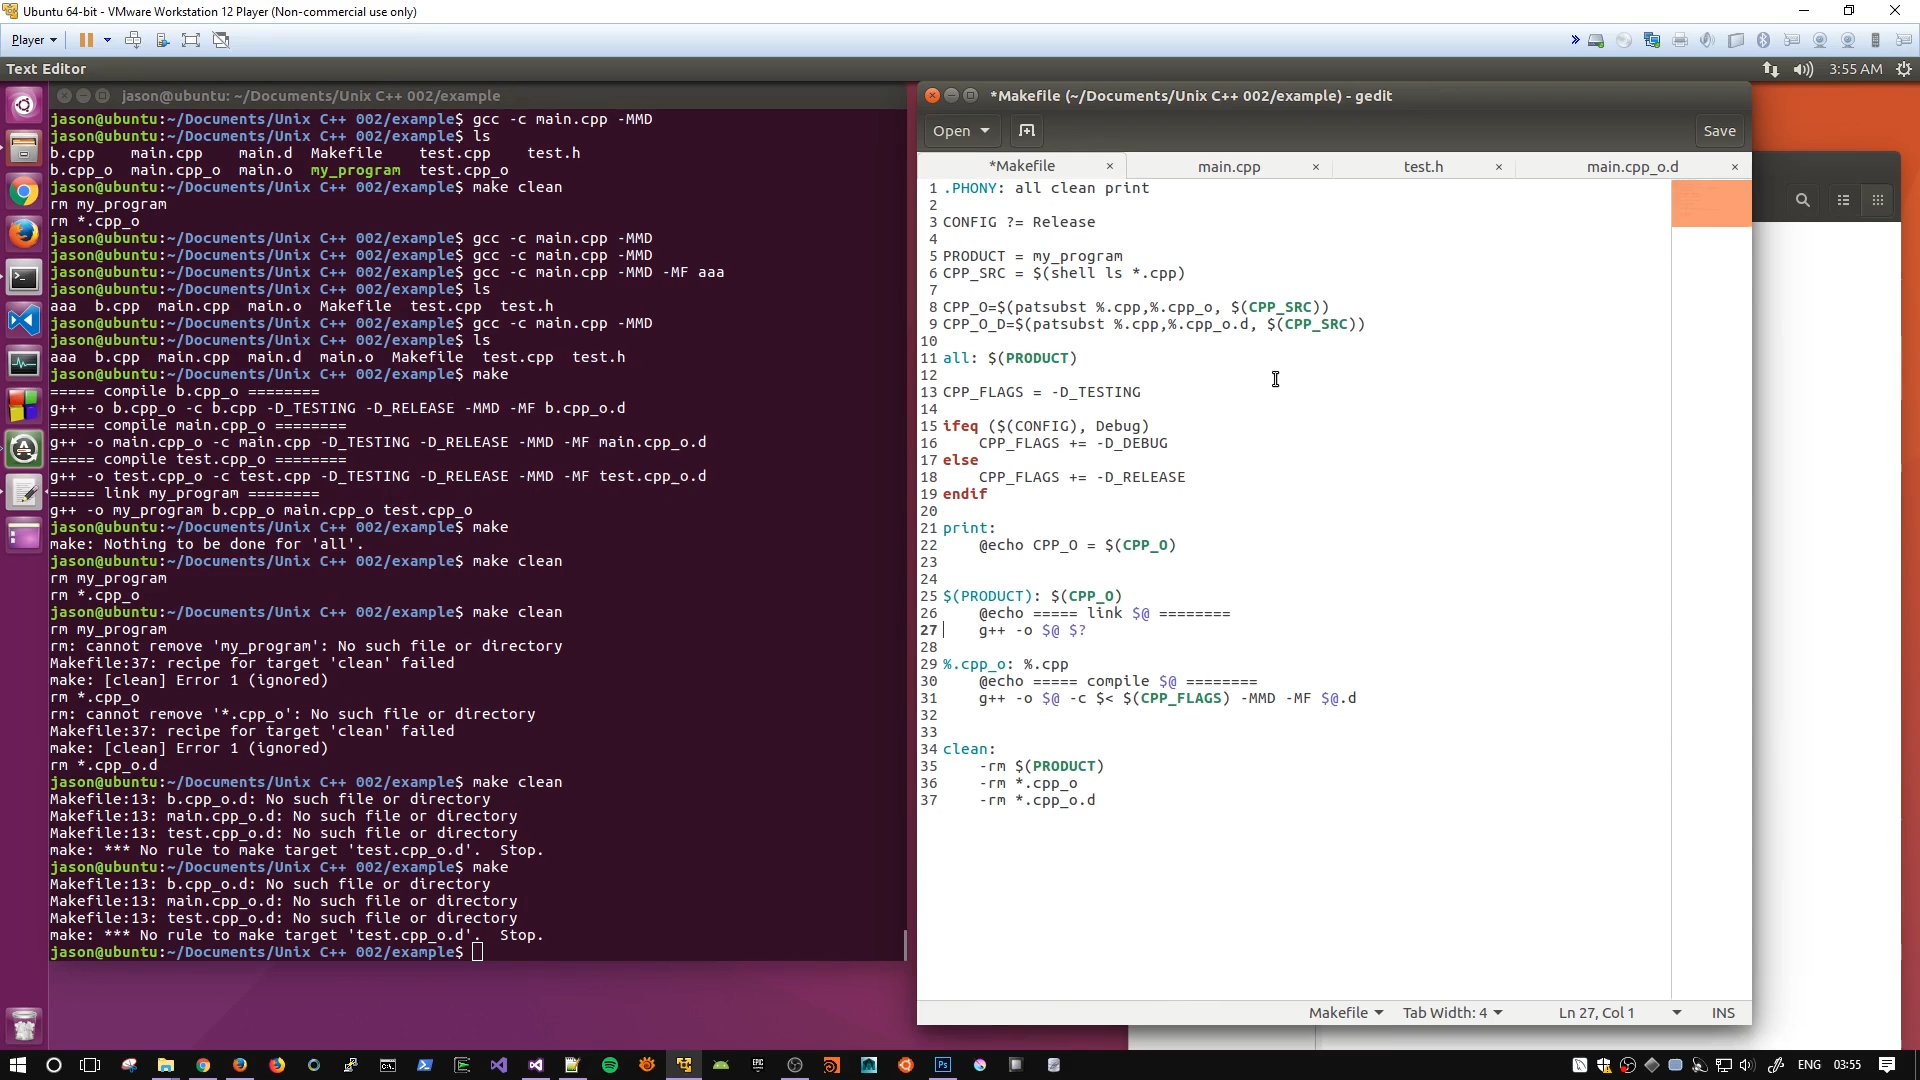 Ubuntu 64-bit - VMware Workstation 12 Player (Non-commercial use only)
Player
Text Editor
3:55 AM
jason@ubuntu: ~/Documents/Unix C++ 002/example
jason@ubuntu:~/Documents/Unix C++ 002/example$ gcc -c main.cpp -MMD
jason@ubuntu:~/Documents/Unix C++ 002/example$ ls
b.cpp    main.cpp    main.d  Makefile    test.cpp    test.h
b.cpp_o  main.cpp_o  main.o  my_program  test.cpp_o
jason@ubuntu:~/Documents/Unix C++ 002/example$ make clean
rm my_program
rm *.cpp_o
jason@ubuntu:~/Documents/Unix C++ 002/example$ gcc -c main.cpp -MMD
jason@ubuntu:~/Documents/Unix C++ 002/example$ gcc -c main.cpp -MMD
jason@ubuntu:~/Documents/Unix C++ 002/example$ gcc -c main.cpp -MMD -MF aaa
jason@ubuntu:~/Documents/Unix C++ 002/example$ ls
aaa  b.cpp  main.cpp  main.o  Makefile  test.cpp  test.h
jason@ubuntu:~/Documents/Unix C++ 002/example$ gcc -c main.cpp -MMD
jason@ubuntu:~/Documents/Unix C++ 002/example$ ls
aaa  b.cpp  main.cpp  main.d  main.o  Makefile  test.cpp  test.h
jason@ubuntu:~/Documents/Unix C++ 002/example$ make
===== compile b.cpp_o ========
g++ -o b.cpp_o -c b.cpp -D_TESTING -D_RELEASE -MMD -MF b.cpp_o.d
===== compile main.cpp_o ========
g++ -o main.cpp_o -c main.cpp -D_TESTING -D_RELEASE -MMD -MF main.cpp_o.d
===== compile test.cpp_o ========
g++ -o test.cpp_o -c test.cpp -D_TESTING -D_RELEASE -MMD -MF test.cpp_o.d
===== link my_program ========
g++ -o my_program b.cpp_o main.cpp_o test.cpp_o
jason@ubuntu:~/Documents/Unix C++ 002/example$ make
make: Nothing to be done for 'all'.
jason@ubuntu:~/Documents/Unix C++ 002/example$ make clean
rm my_program
rm *.cpp_o
jason@ubuntu:~/Documents/Unix C++ 002/example$ make clean
rm my_program
rm: cannot remove 'my_program': No such file or directory
Makefile:37: recipe for target 'clean' failed
make: [clean] Error 1 (ignored)
rm *.cpp_o
rm: cannot remove '*.cpp_o': No such file or directory
Makefile:37: recipe for target 'clean' failed
make: [clean] Error 1 (ignored)
rm *.cpp_o.d
jason@ubuntu:~/Documents/Unix C++ 002/example$ make clean
Makefile:13: b.cpp_o.d: No such file or directory
Makefile:13: main.cpp_o.d: No such file or directory
Makefile:13: test.cpp_o.d: No such file or directory
make: *** No rule to make target 'test.cpp_o.d'.  Stop.
jason@ubuntu:~/Documents/Unix C++ 002/example$ make
Makefile:13: b.cpp_o.d: No such file or directory
Makefile:13: main.cpp_o.d: No such file or directory
Makefile:13: test.cpp_o.d: No such file or directory
make: *** No rule to make target 'test.cpp_o.d'.  Stop.
jason@ubuntu:~/Documents/Unix C++ 002/example$
*Makefile (~/Documents/Unix C++ 002/example) - gedit
Open
Save
*Makefile × main.cpp × test.h × main.cpp_o.d ×
1 .PHONY: all clean print
2
3 CONFIG ?= Release
4
5 PRODUCT = my_program
6 CPP_SRC = $(shell ls *.cpp)
7
8 CPP_O=$(patsubst %.cpp,%.cpp_o, $(CPP_SRC))
9 CPP_O_D=$(patsubst %.cpp,%.cpp_o.d, $(CPP_SRC))
10
11 all: $(PRODUCT)
12
13 CPP_FLAGS = -D_TESTING
14
15 ifeq ($(CONFIG), Debug)
16     CPP_FLAGS += -D_DEBUG
17 else
18     CPP_FLAGS += -D_RELEASE
19 endif
20
21 print:
22     @echo CPP_O = $(CPP_O)
23
24
25 $(PRODUCT): $(CPP_O)
26     @echo ===== link $@ ========
27     g++ -o $@ $?
28
29 %.cpp_o: %.cpp
30     @echo ===== compile $@ ========
31     g++ -o $@ -c $< $(CPP_FLAGS) -MMD -MF $@.d
32
33
34 clean:
35     -rm $(PRODUCT)
36     -rm *.cpp_o
37     -rm *.cpp_o.d
Makefile Tab Width: 4 Ln 27, Col 1 INS
ENG 03:55